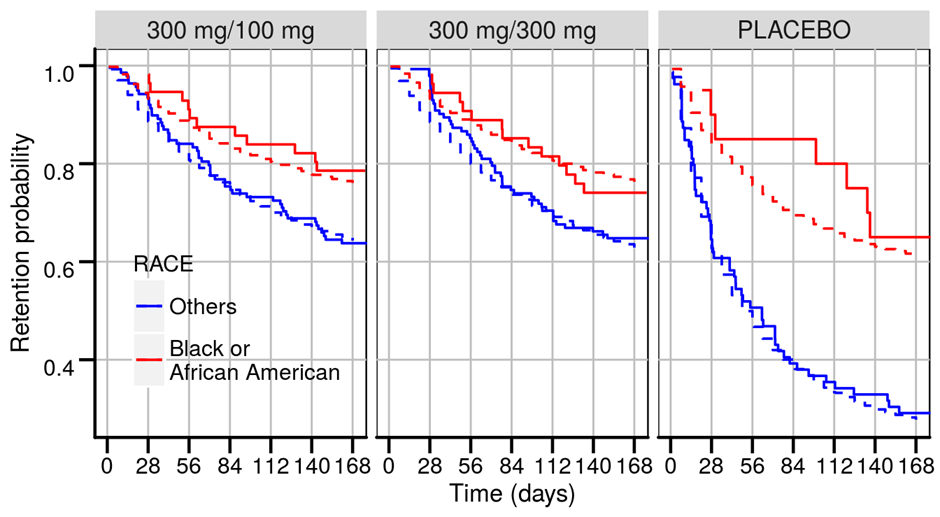 300 mg/100 mg 300 mg/300 mg PLACEBO
Retention probability
1.0
0.8
0.6
0.4
RACE
Others
Black or
African American
0 28 56 84 112 140 168 0 28 56 84 112 140 168 0 28 56 84 112 140 168
Time (days)